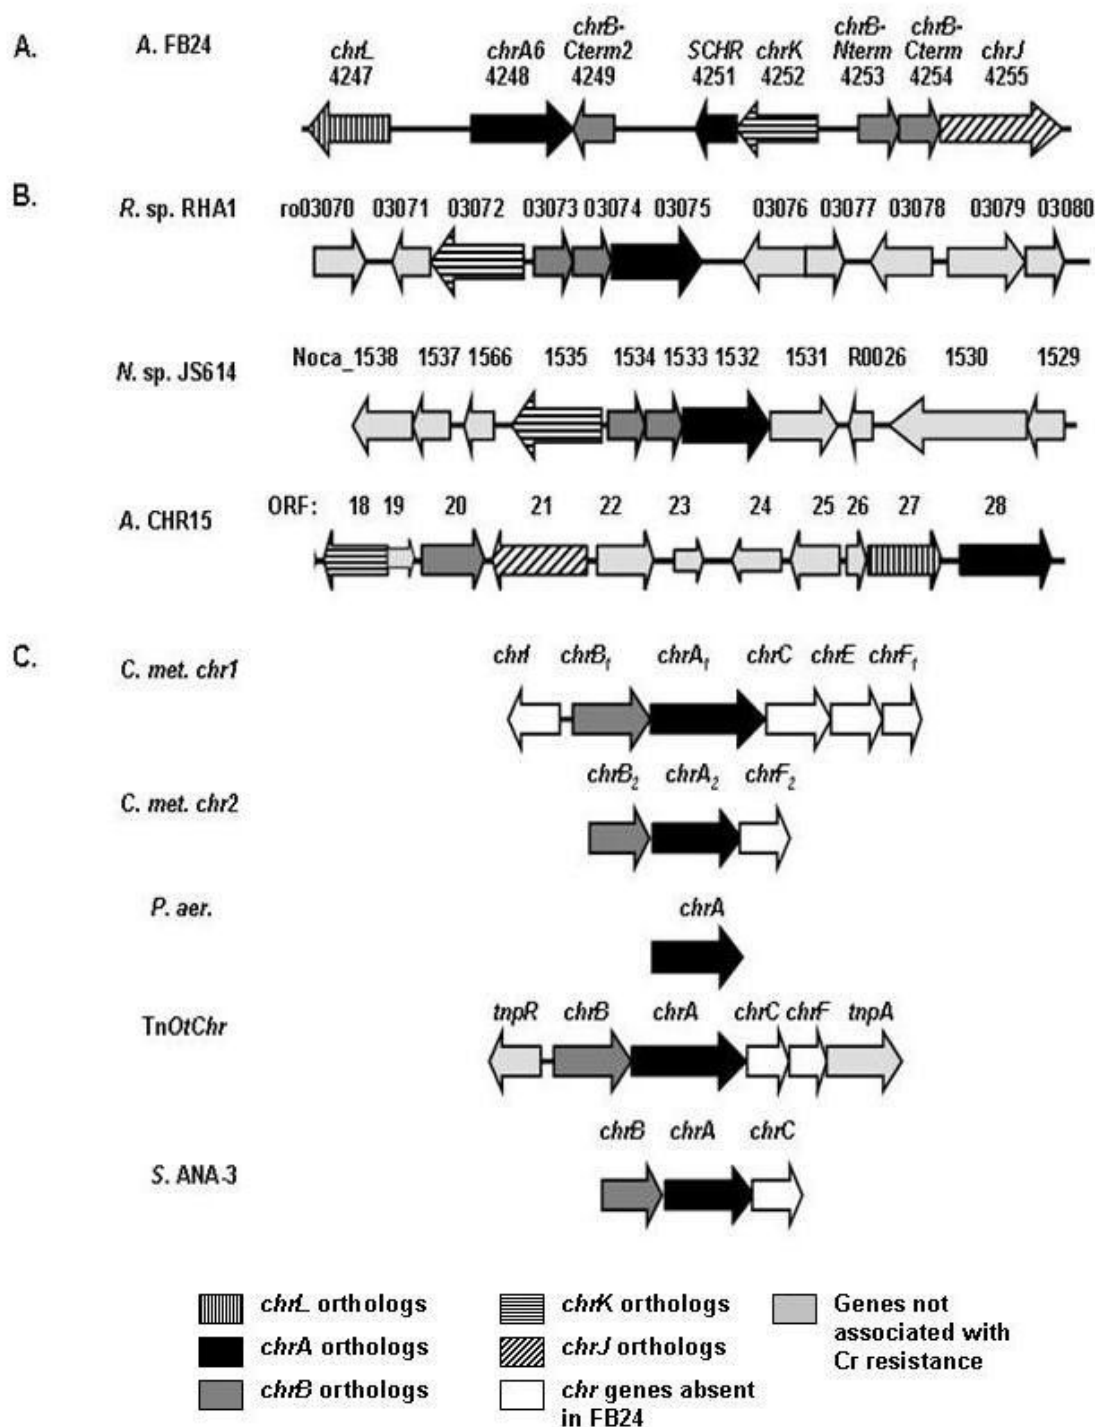 A.
A. FB24
chrL
4247
chrA6
4248
chrB-
Cterm2
4249
SCHR
4251
chrK
4252
chrB-
Nterm
4253
chrB-
Cterm
4254
chrJ
4255
B.
R. sp. RHA1
ro03070 03071 03072 03073 03074 03075 03076 03077 03078 03079 03080
N. sp. JS614
Noca_1538 1537 1566 1535 1534 1533 1532 1531 R0026 1530 1529
A. CHR15
ORF: 18 19 20 21 22 23 24 25 26 27 28
C.
C. met. chr1
chrI chrB1 chrA1 chrC chrE chrF1
C. met. chr2
chrB2 chrA2 chrF2
P. aer.
chrA
TnOtChr
tnpR chrB chrA chrC chrF tnpA
S. ANA-3
chrB chrA chrC
chrL orthologs
chrA orthologs
chrB orthologs
chrK orthologs
chrJ orthologs
chr genes absent
in FB24
Genes not
associated with
Cr resistance